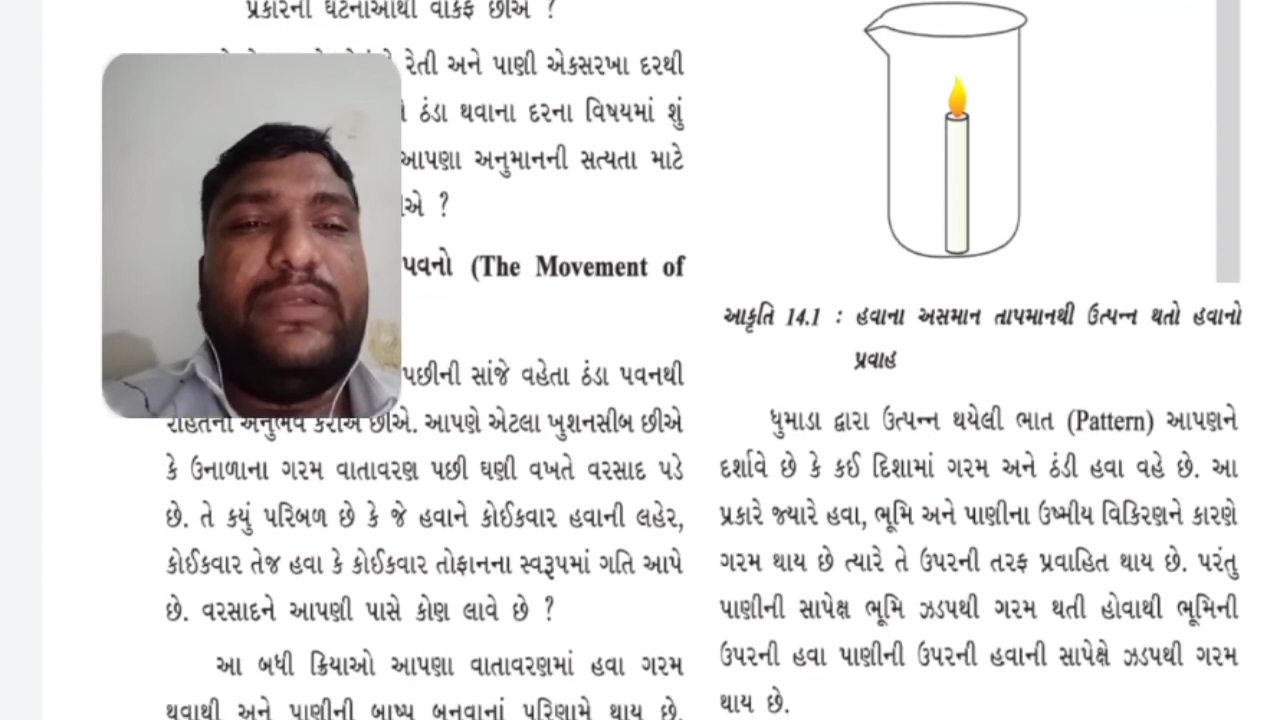 પ્રકારની ઘટનાઓથી વાકેફ છીએ ?
રેતી અને પાણી એકસરખા દરથી
ઠંડા થવાના દરના વિષયમાં શું
આપણા અનુમાનની સત્યતા માટે
?
પવનો (The Movement of
પછીની સાંજે વહેતા ઠંડા પવનથી
રાહતનો અનુભવ કરીએ છીએ. આપણે એટલા ખુશનસીબ છીએ
કે ઉનાળાના ગરમ વાતાવરણ પછી ઘણી વખતે વરસાદ પડે
છે. તે કયું પરિબળ છે કે જે હવાને કોઈકવાર હવાની લહેર,
કોઈકવાર તેજ હવા કે કોઈકવાર તોફાનના સ્વરૂપમાં ગતિ આપે
છે. વરસાદને આપણી પાસે કોણ લાવે છે ?
આ બધી ક્રિયાઓ આપણા વાતાવરણમાં હવા ગરમ
થવાથી અને પાણીની બાષ્પ બનવાનાં પરિણામે થાય છે.
આકૃતિ 14.1 : હવાના અસમાન તાપમાનથી ઉત્પન્ન થતો હવાનો
પ્રવાહ
ધુમાડા દ્વારા ઉત્પન્ન થયેલી ભાત (Pattern) આપણને
દર્શાવે છે કે કઈ દિશામાં ગરમ અને ઠંડી હવા વહે છે. આ
પ્રકારે જ્યારે હવા, ભૂમિ અને પાણીના ઉષ્મીય વિકિરણને કારણે
ગરમ થાય છે ત્યારે તે ઉપરની તરફ પ્રવાહિત થાય છે. પરંતુ
પાણીની સાપેક્ષ ભૂમિ ઝડપથી ગરમ થતી હોવાથી ભૂમિની
ઉપરની હવા પાણીની ઉપરની હવાની સાપેક્ષે ઝડપથી ગરમ
થાય છે.